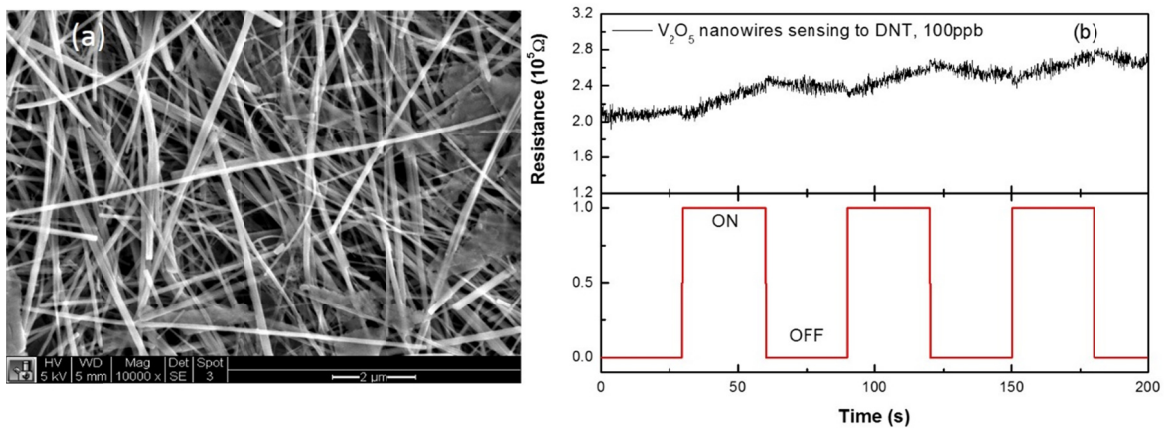 (a)
HV WD Mag Det Spot
5 kV 5 mm 10000 x SE 3
2 µm
V₂O₅ nanowires sensing to DNT, 100ppb (b)
Resistance (10⁵Ω)
2.8
2.4
2.0
1.6
1.2
1.0
ON
0.5
OFF
0.0
0 50 100 150 200
Time (s)